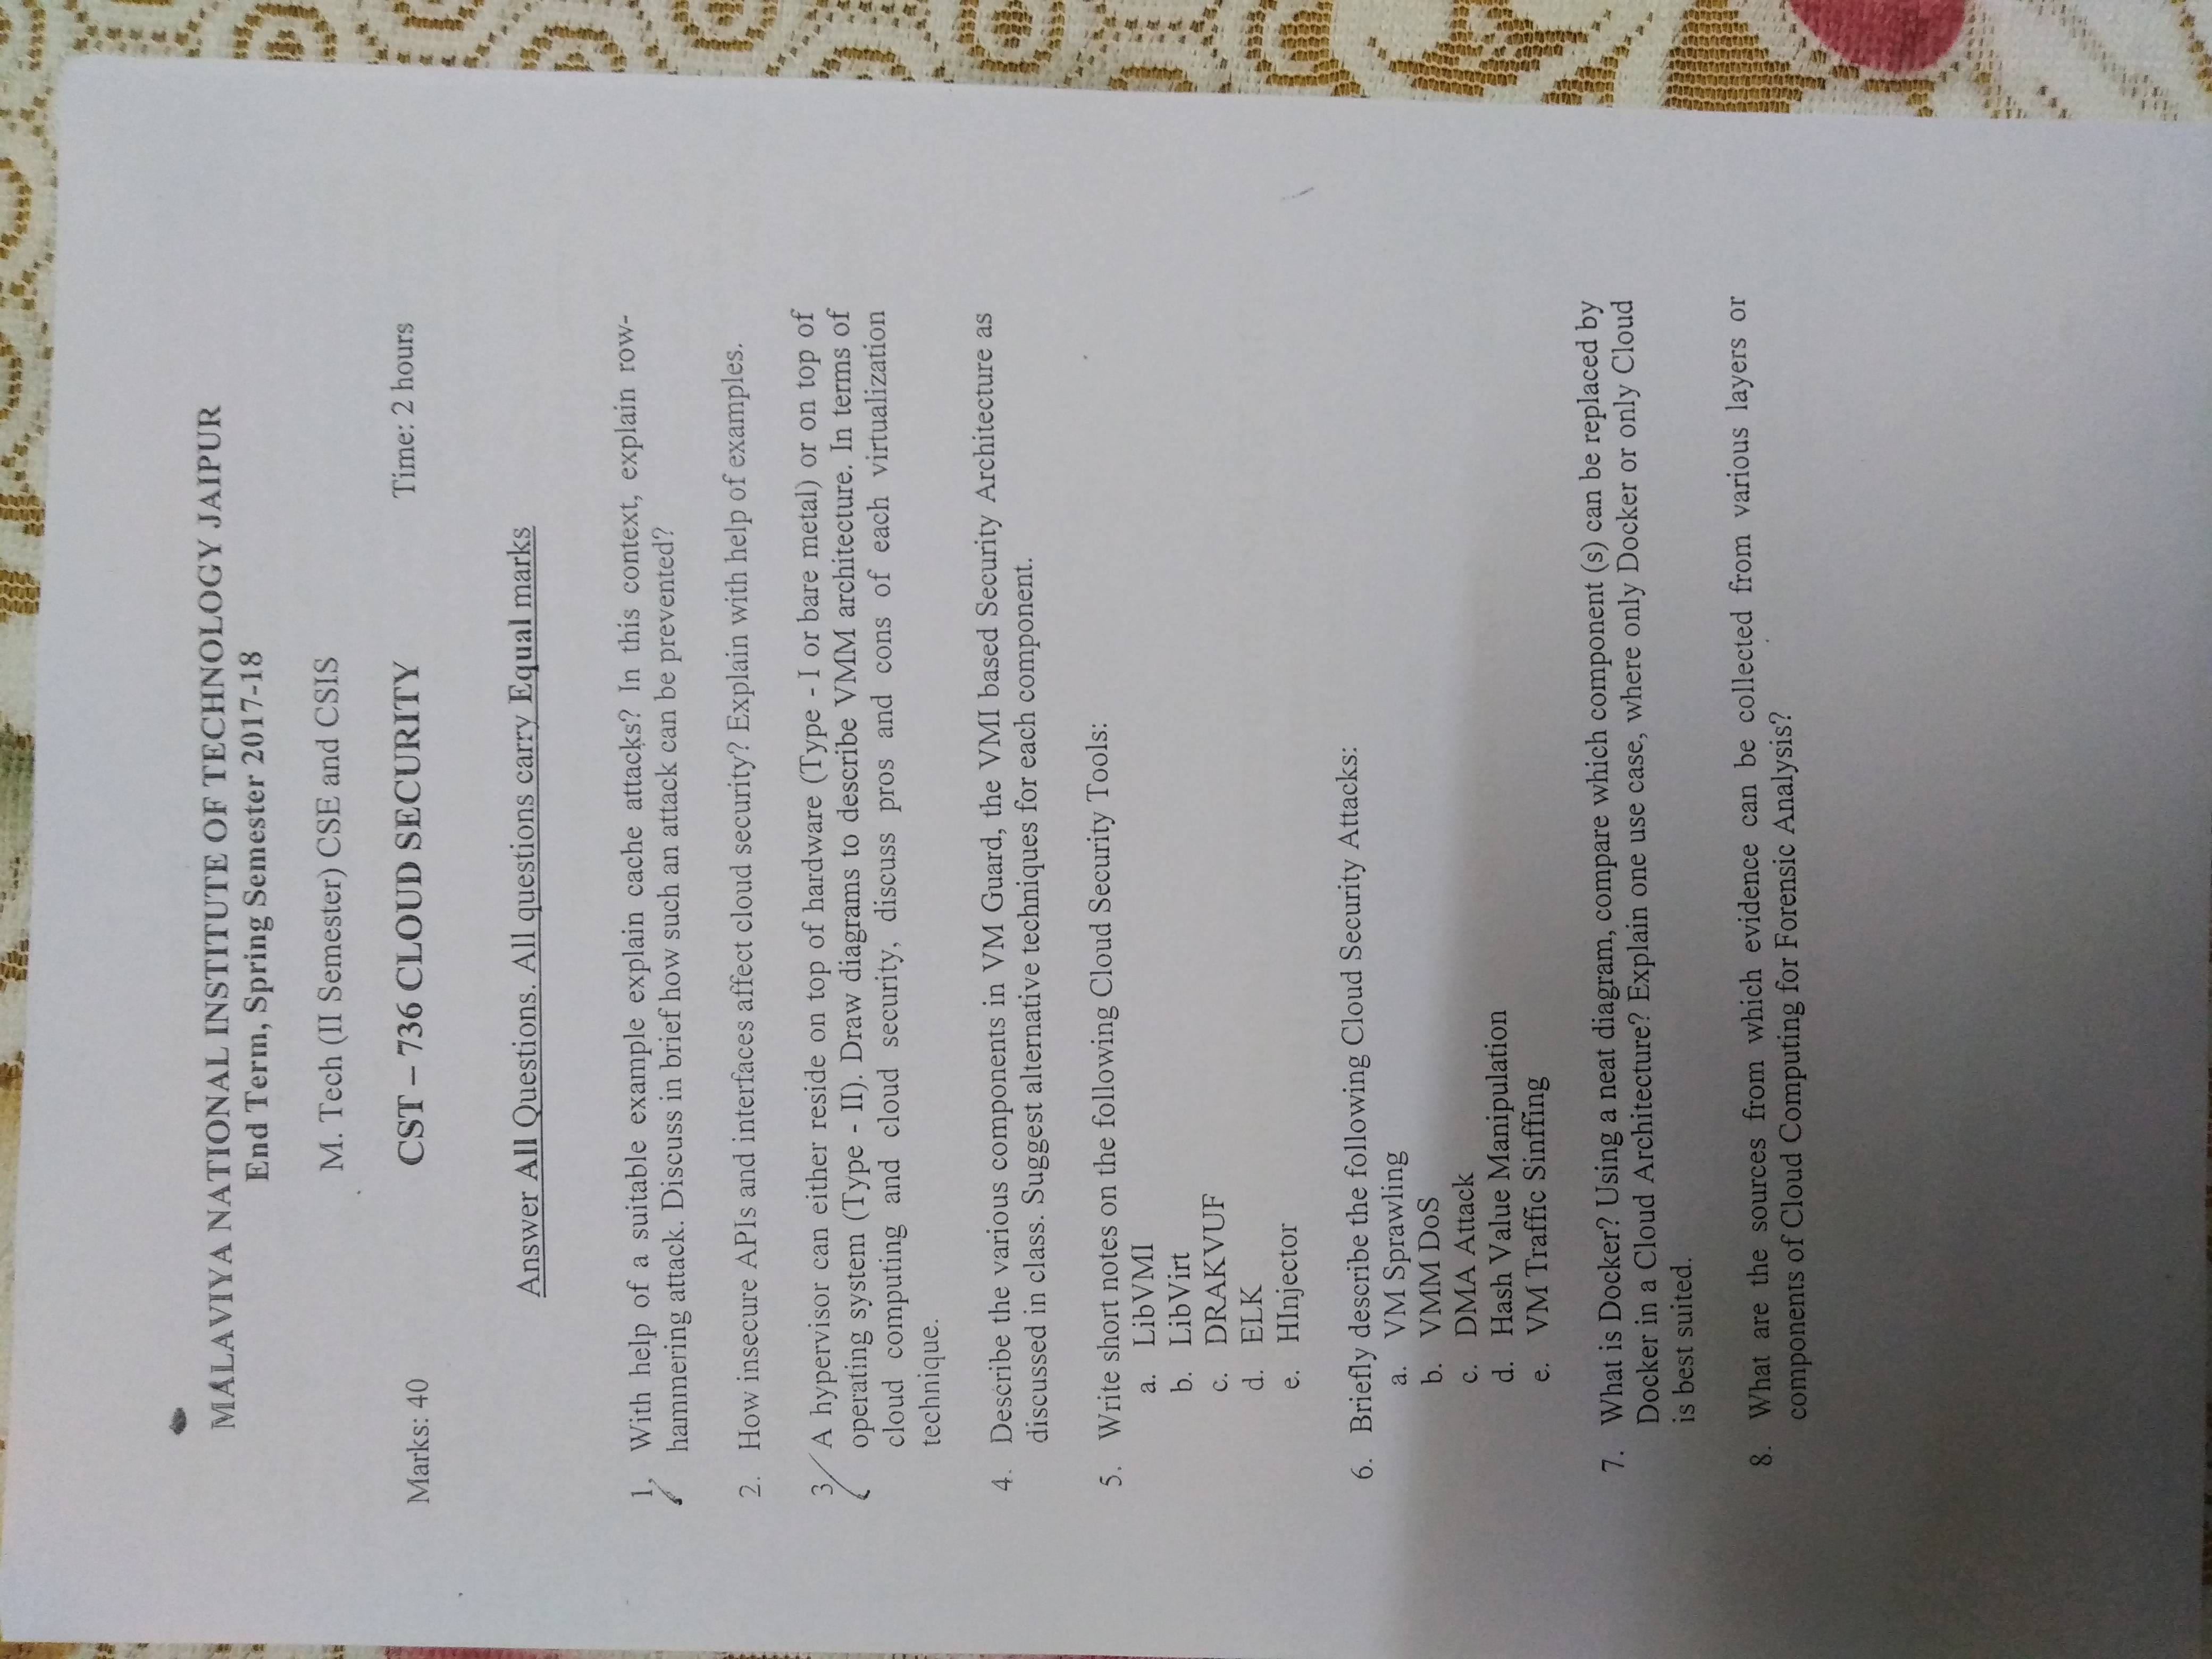 MALAVIYA NATIONAL INSTITUTE OF TECHNOLOGY JAIPUR
End Term, Spring Semester 2017-18
M. Tech (II Semester) CSE and CSIS
Marks: 40 CST – 736 CLOUD SECURITY Time: 2 hours
Answer All Questions. All questions carry Equal marks
1. With help of a suitable example explain cache attacks? In this context, explain row-
hammering attack. Discuss in brief how such an attack can be prevented?
2. How insecure APIs and interfaces affect cloud security? Explain with help of examples.
3. A hypervisor can either reside on top of hardware (Type - I or bare metal) or on top of
operating system (Type - II). Draw diagrams to describe VMM architecture. In terms of
cloud computing and cloud security, discuss pros and cons of each virtualization
technique.
4. Describe the various components in VM Guard, the VMI based Security Architecture as
discussed in class. Suggest alternative techniques for each component.
5. Write short notes on the following Cloud Security Tools:
a. LibVMI
b. LibVirt
c. DRAKVUF
d. ELK
e. HInjector
6. Briefly describe the following Cloud Security Attacks:
a. VM Sprawling
b. VMM DoS
c. DMA Attack
d. Hash Value Manipulation
e. VM Traffic Sinffing
7. What is Docker? Using a neat diagram, compare which component (s) can be replaced by
Docker in a Cloud Architecture? Explain one use case, where only Docker or only Cloud
is best suited.
8. What are the sources from which evidence can be collected from various layers or
components of Cloud Computing for Forensic Analysis?